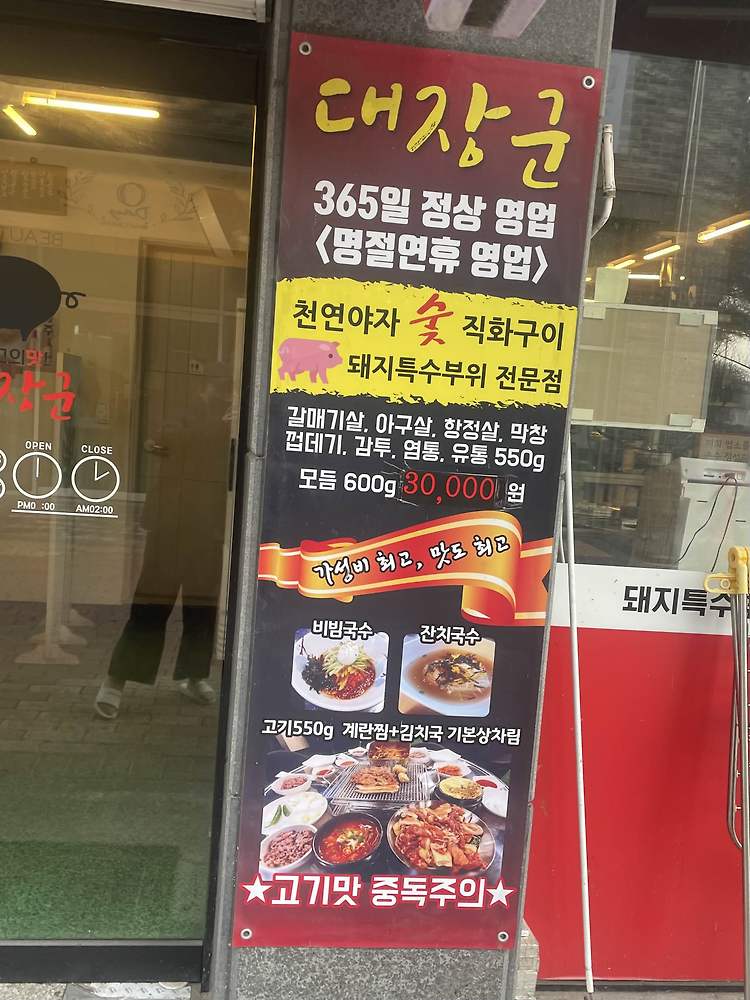 대장군
365일 정상 영업
<명절연휴 영업>
천연야자 숯 직화구이
돼지특수부위 전문점
갈매기살, 아구살, 항정살, 막창
껍데기, 감투, 염통, 유통 550g
모듬 600g 30,000 원
가성비 최고, 맛도 최고
비빔국수 잔치국수
고기550g 계란찜+김치국 기본상차림
★고기맛 중독주의★
장군
OPEN CLOSE
:00 AM02:00
돼지특수